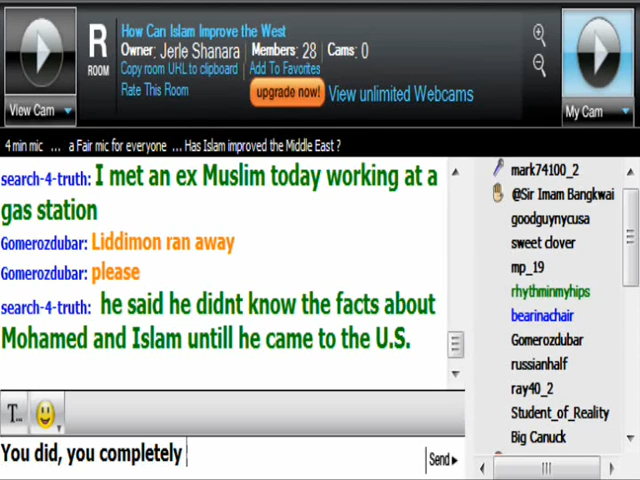 How Can Islam Improve the West
R
ROOM
Owner: Jerle Shanara Members: 28 Cams: 0
Copy room UHL to clipboard Add To Favorites
Rate This Room
upgrade now! View unlimited Webcams
View Cam
My Cam
4 min mic ... a Fair mic for everyone ... Has Islam improved the Middle East ?
search-4-truth: I met an ex Muslim today working at a
gas station
Gomerozdubar: Liddimon ran away
Gomerozdubar: please
search-4-truth: he said he didnt know the facts about
Mohamed and Islam untill he came to the U.S.
mark74100_2
@Sir Imam Bangkwai
goodguynycusa
sweet clover
mp_19
rhythminmyhips
bearinachair
Gomerozdubar
russianhalf
ray40_2
Student_of_Reality
Big Canuck
T...
You did, you completely
Send